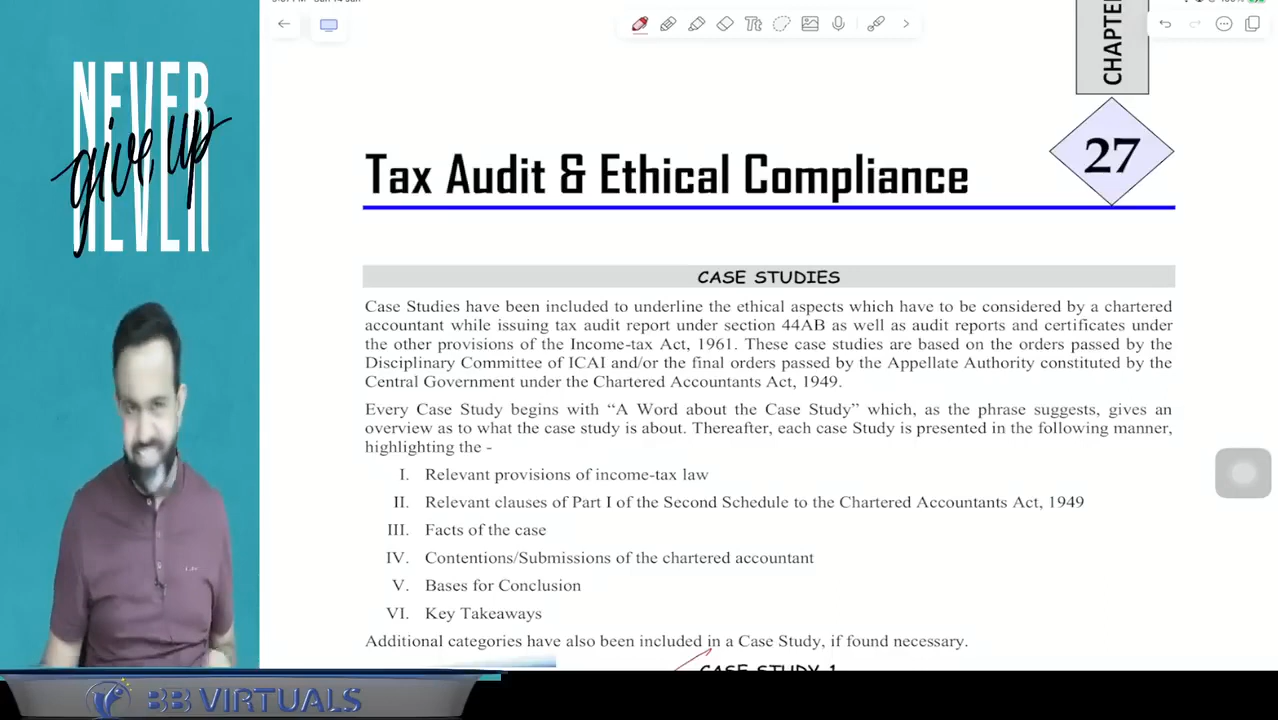 NEVER
give up
NEVER
27
Tax Audit & Ethical Compliance
CASE STUDIES
Case Studies have been included to underline the ethical aspects which have to be considered by a chartered
accountant while issuing tax audit report under section 44AB as well as audit reports and certificates under
the other provisions of the Income-tax Act, 1961. These case studies are based on the orders passed by the
Disciplinary Committee of ICAI and/or the final orders passed by the Appellate Authority constituted by the
Central Government under the Chartered Accountants Act, 1949.
Every Case Study begins with “A Word about the Case Study” which, as the phrase suggests, gives an
overview as to what the case study is about. Thereafter, each case Study is presented in the following manner,
highlighting the -
I. Relevant provisions of income-tax law
II. Relevant clauses of Part I of the Second Schedule to the Chartered Accountants Act, 1949
III. Facts of the case
IV. Contentions/Submissions of the chartered accountant
V. Bases for Conclusion
VI. Key Takeaways
Additional categories have also been included in a Case Study, if found necessary.
CASE STUDY 1
BB VIRTUALS